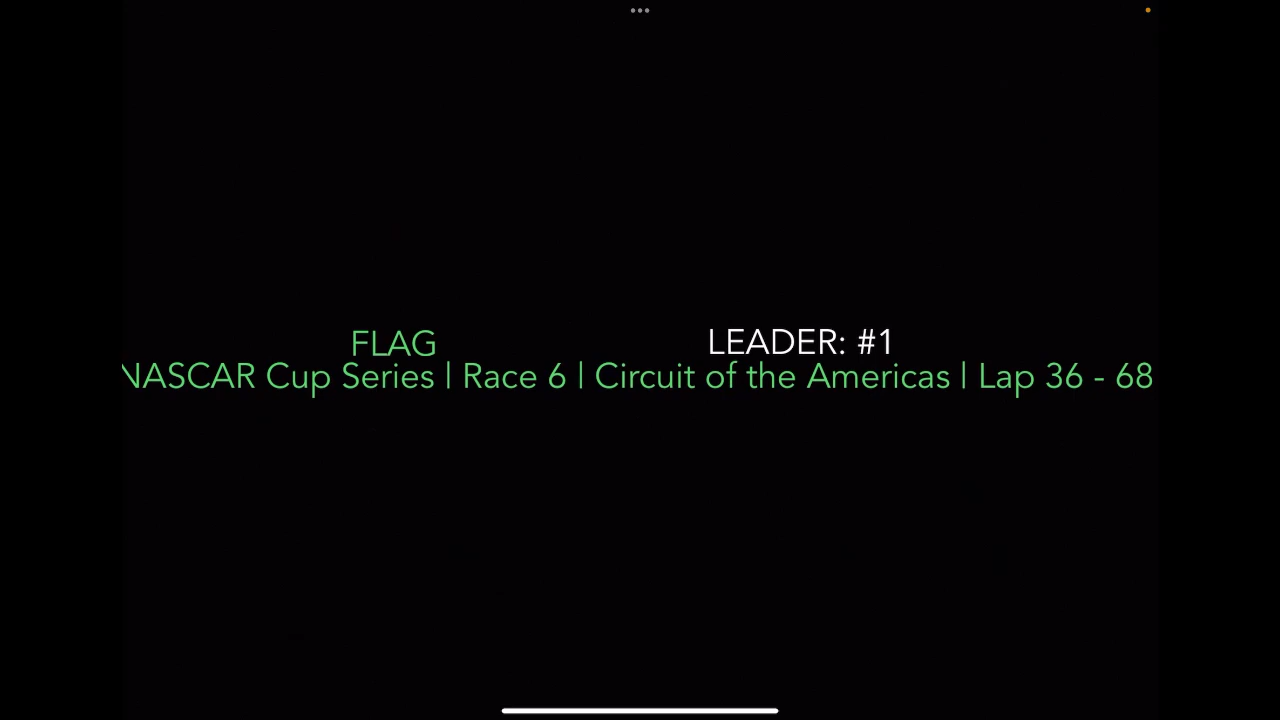 FLAG LEADER: #1
NASCAR Cup Series | Race 6 | Circuit of the Americas | Lap 36 - 68